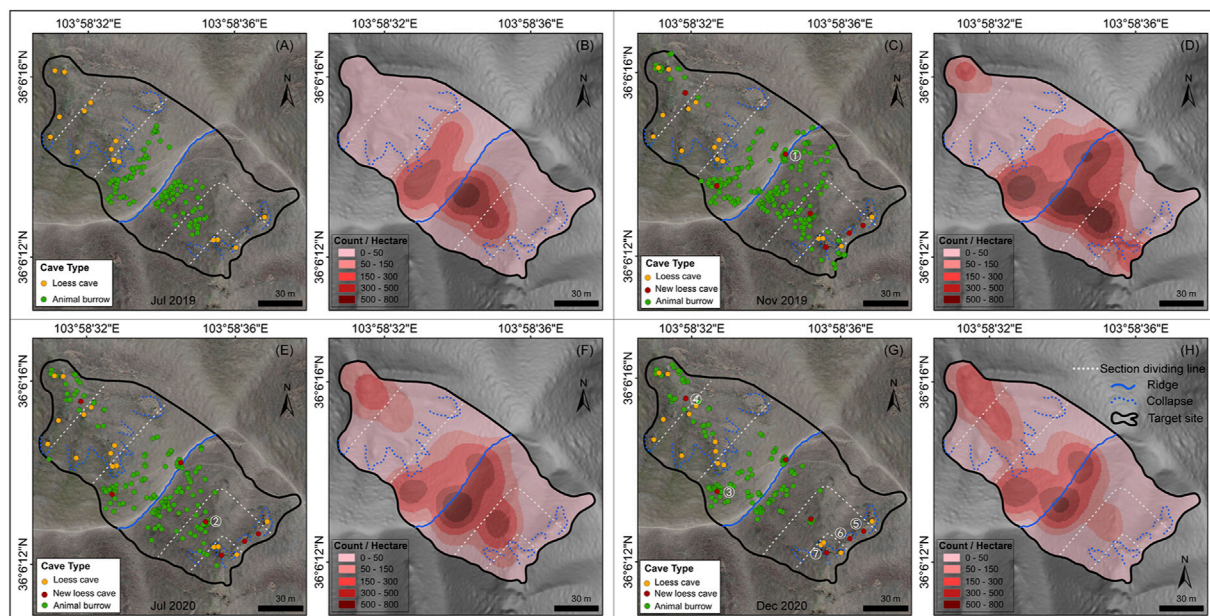 103°58'32"E 103°58'36"E 103°58'32"E 103°58'36"E 103°58'32"E 103°58'36"E 103°58'32"E 103°58'36"E
(A) (B) (C) (D)
36°6'16"N 36°6'16"N
N N N N
①
36°6'12"N 36°6'12"N
Cave Type
Loess cave
Animal burrow
Jul 2019
30 m
Count / Hectare
0 - 50
50 - 150
150 - 300
300 - 500
500 - 800
30 m
Cave Type
Loess cave
New loess cave
Animal burrow
Nov 2019
30 m
Count / Hectare
0 - 50
50 - 150
150 - 300
300 - 500
500 - 800
30 m
103°58'32"E 103°58'36"E 103°58'32"E 103°58'36"E 103°58'32"E 103°58'36"E 103°58'32"E 103°58'36"E
(E) (F) (G) (H)
36°6'16"N 36°6'16"N
N N N
Section dividing line
Ridge
Collapse
Target site
④
③
②
⑤
⑥
⑦
36°6'12"N 36°6'12"N
Cave Type
Loess cave
New loess cave
Animal burrow
Jul 2020
30 m
Count / Hectare
0 - 50
50 - 150
150 - 300
300 - 500
500 - 800
30 m
Cave Type
Loess cave
New loess cave
Animal burrow
Dec 2020
30 m
Count / Hectare
0 - 50
50 - 150
150 - 300
300 - 500
500 - 800
N
30 m